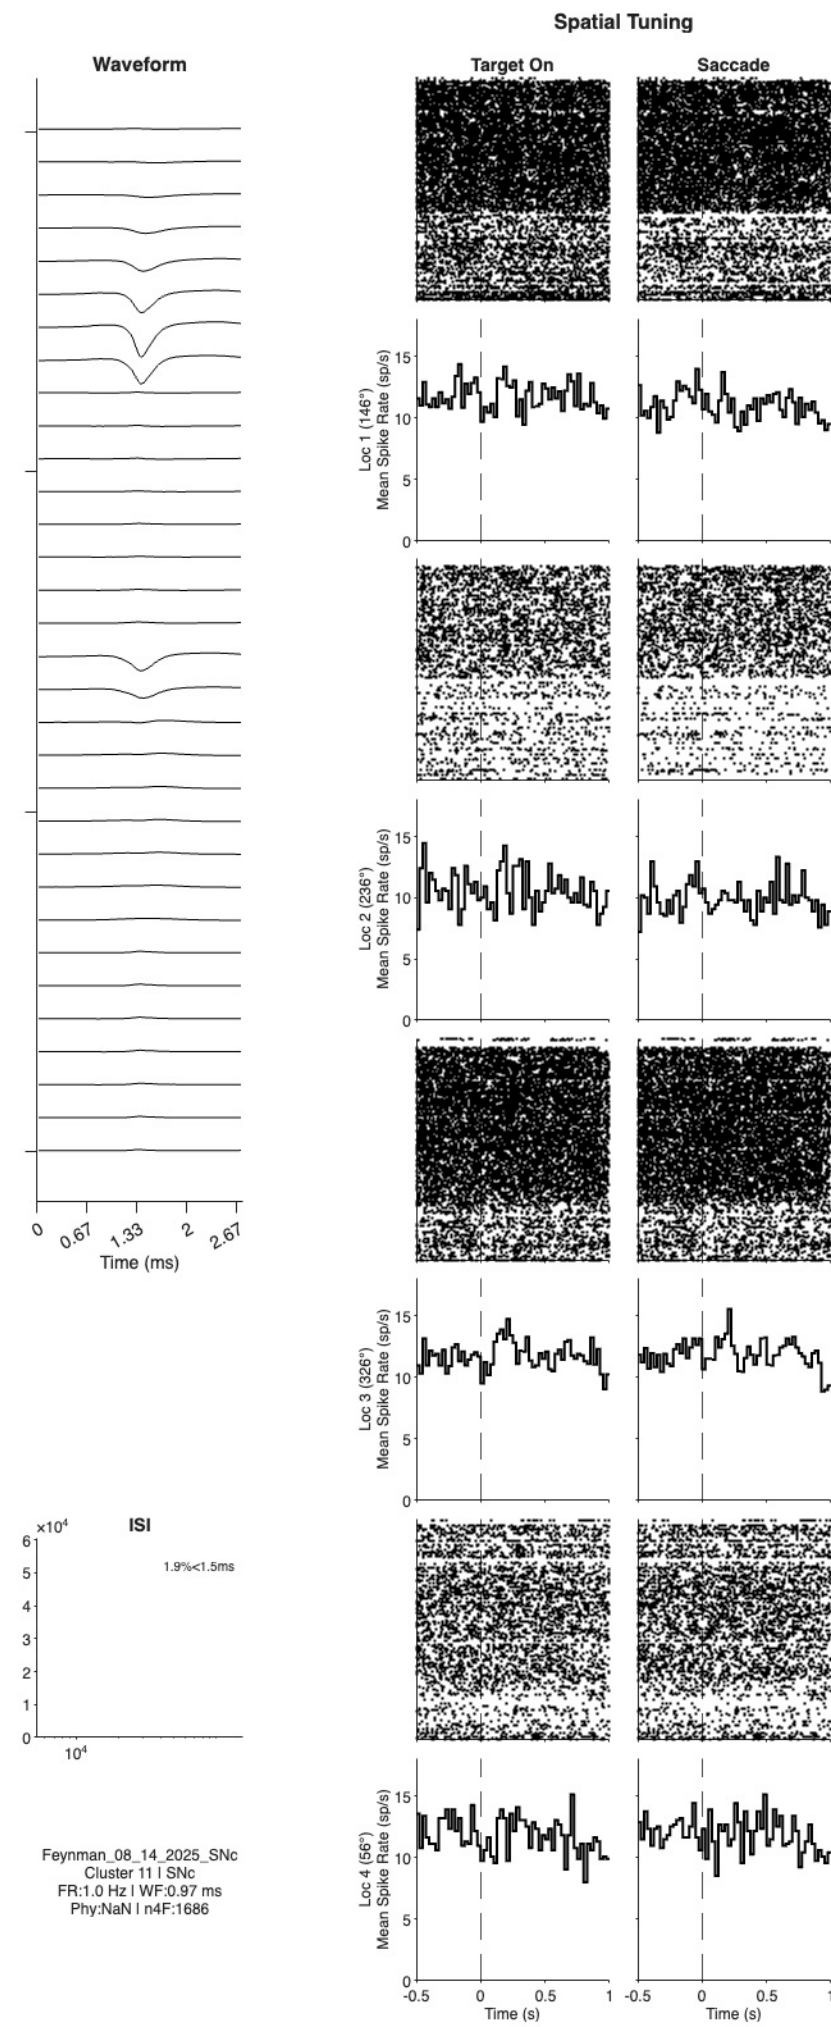 Spatial Tuning
Waveform
Target On
Saccade
15
10
5
0
Loc 1 (146°)
Mean Spike Rate (sp/s)
15
10
5
0
Loc 2 (236°)
Mean Spike Rate (sp/s)
0
0.67
1.33
2
2.67
Time (ms)
15
10
5
0
Loc 3 (326°)
Mean Spike Rate (sp/s)
×10⁴
ISI
6
5
4
3
2
1
0
1.9%<1.5ms
10⁴
Feynman_08_14_2025_SNc
Cluster 11 | SNc
FR:1.0 Hz | WF:0.97 ms
Phy:NaN | n4F:1686
15
10
5
0
Loc 4 (56°)
Mean Spike Rate (sp/s)
-0.5 0 0.5 1
Time (s)
-0.5 0 0.5 1
Time (s)